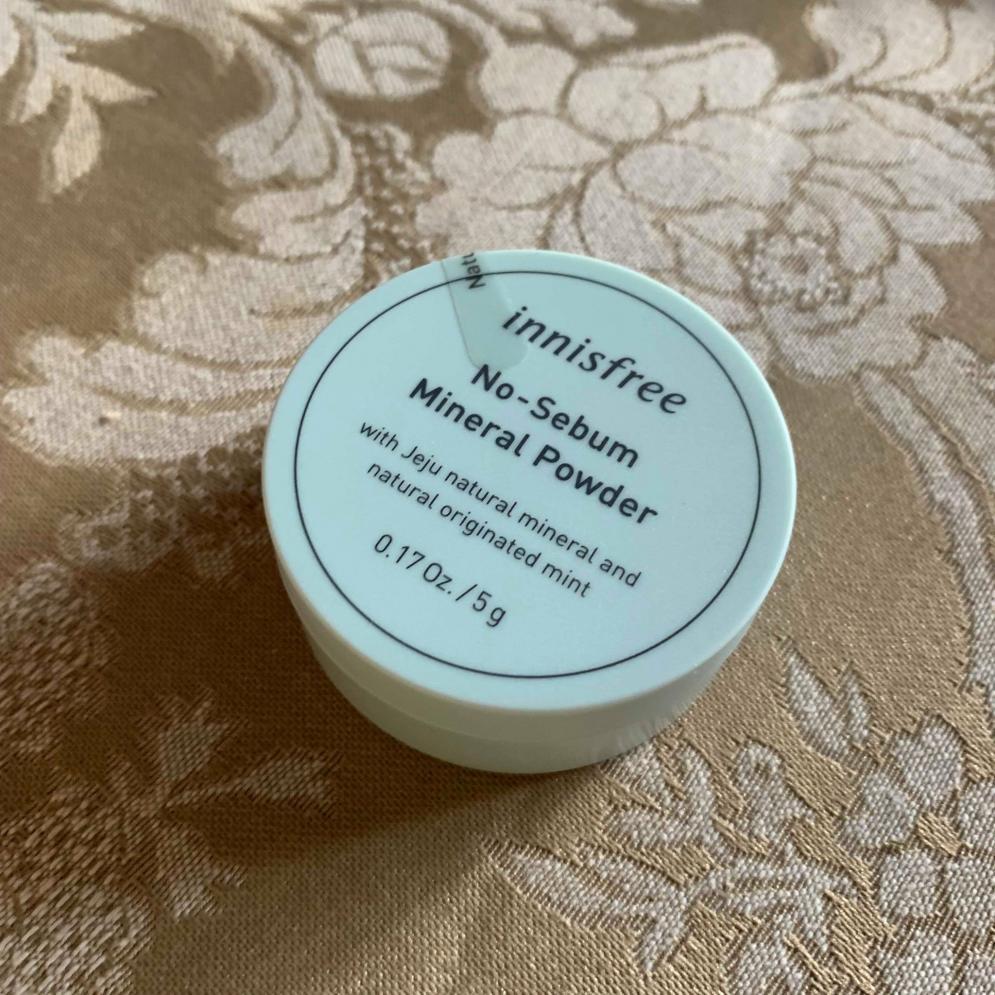 innisfree
No-Sebum
Mineral Powder
with Jeju natural mineral and
natural originated mint
0.17 Oz. / 5 g